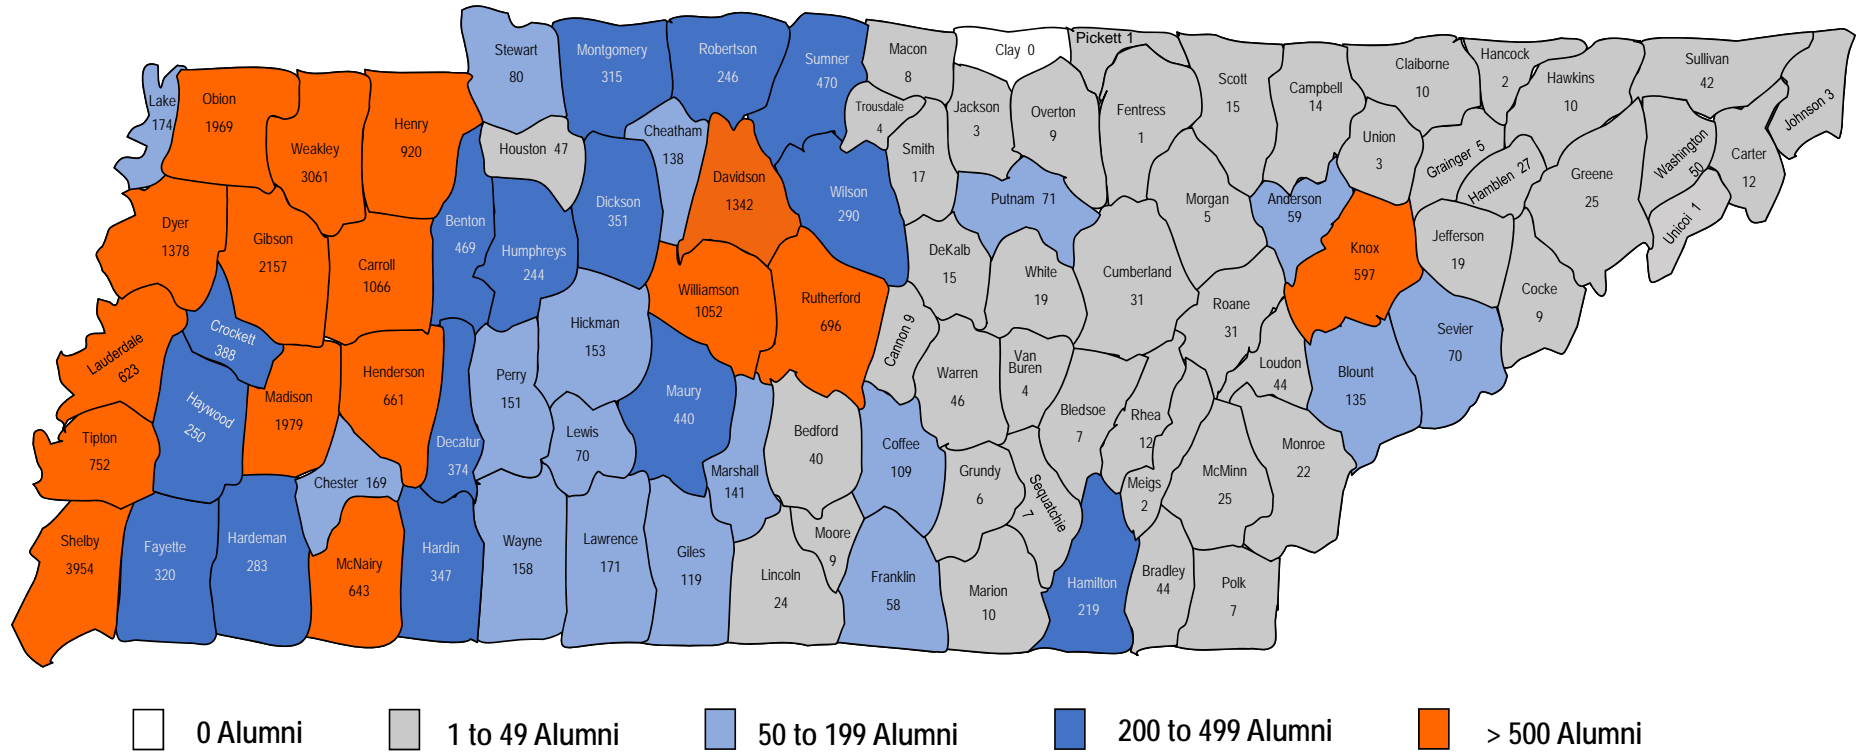 Stewart
80
Montgomery
315
Robertson
246
Sumner
470
Macon
8
Clay 0
Pickett 1
Scott
15
Campbell
14
Claiborne
10
Hancock
2
Hawkins
10
Sullivan
42
Johnson 3
Lake
174
Obion
1969
Weakley
3061
Henry
920
Houston 47
Cheatham
138
Davidson
1342
Wilson
290
Trousdale
4
Smith
17
Jackson
3
Overton
9
Fentress
1
Union
3
Grainger 5
Hamblen 27
Greene
25
Washington
50
Carter
12
Unicoi 1
Dyer
1378
Gibson
2157
Carroll
1066
Benton
469
Humphreys
244
Dickson
351
Williamson
1052
Rutherford
696
DeKalb
15
Putnam 71
White
19
Cumberland
31
Morgan
5
Anderson
59
Knox
597
Jefferson
19
Cocke
9
Sevier
70
Lauderdale
623
Crockett
388
Haywood
250
Madison
1979
Henderson
661
Decatur
374
Perry
151
Hickman
153
Lewis
70
Maury
440
Marshall
141
Bedford
40
Cannon 9
Coffee
109
Warren
46
Van
Buren
4
Bledsoe
7
Rhea
12
Roane
31
Loudon
44
Blount
135
Monroe
22
McMinn
25
Meigs
2
Grundy
6
Sequatchie
7
Tipton
752
Shelby
3954
Fayette
320
Hardeman
283
Chester 169
McNairy
643
Hardin
347
Wayne
158
Lawrence
171
Giles
119
Lincoln
24
Moore
9
Franklin
58
Marion
10
Hamilton
219
Bradley
44
Polk
7
0 Alumni
1 to 49 Alumni
50 to 199 Alumni
200 to 499 Alumni
> 500 Alumni